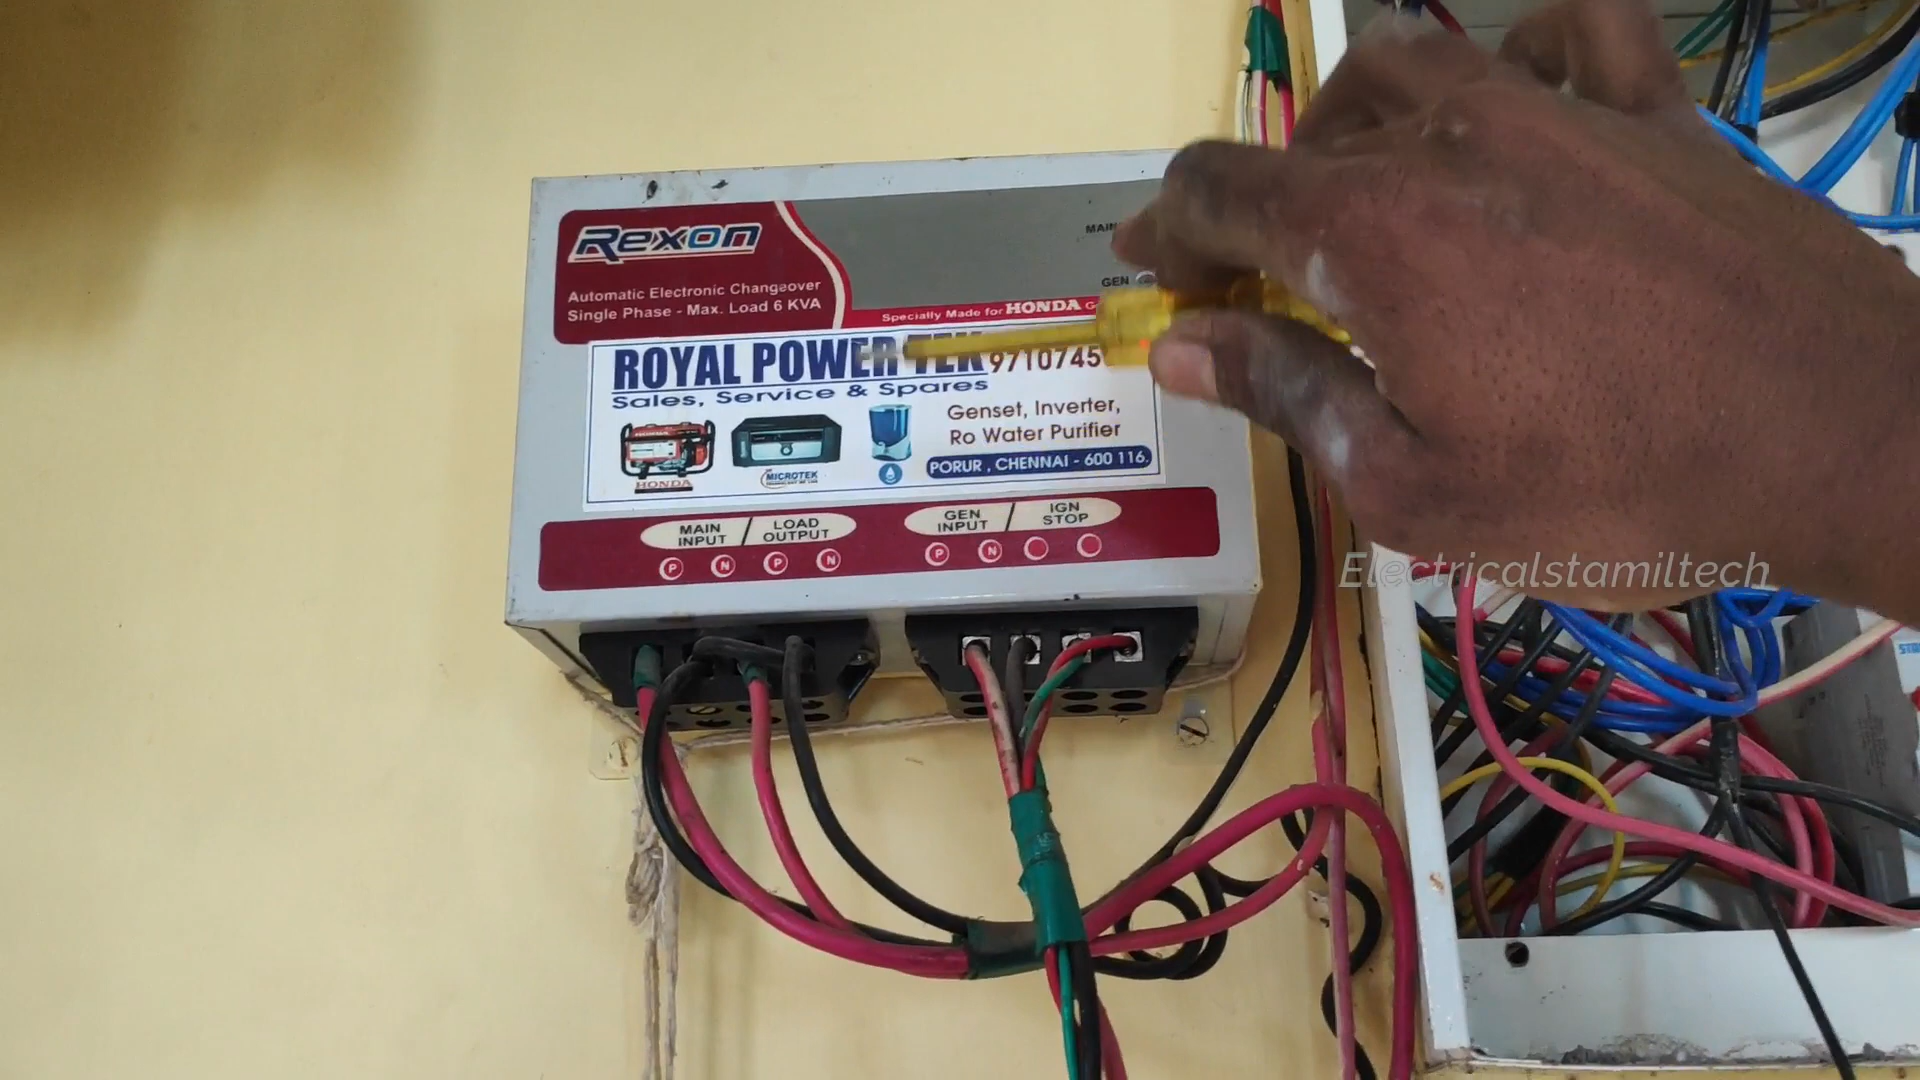 Rexon
Automatic Electronic Changeover
Single Phase - Max. Load 6 KVA
MAIN
GEN
Specially Made for HONDA
ROYAL POWER TEK 9710745
Sales, Service & Spares
Genset, Inverter,
Ro Water Purifier
PORUR , CHENNAI - 600 116.
HONDA
MICROTEK
MAIN INPUT / LOAD OUTPUT
GEN INPUT / IGN STOP
P N P N
P N
Electricalstamiltech